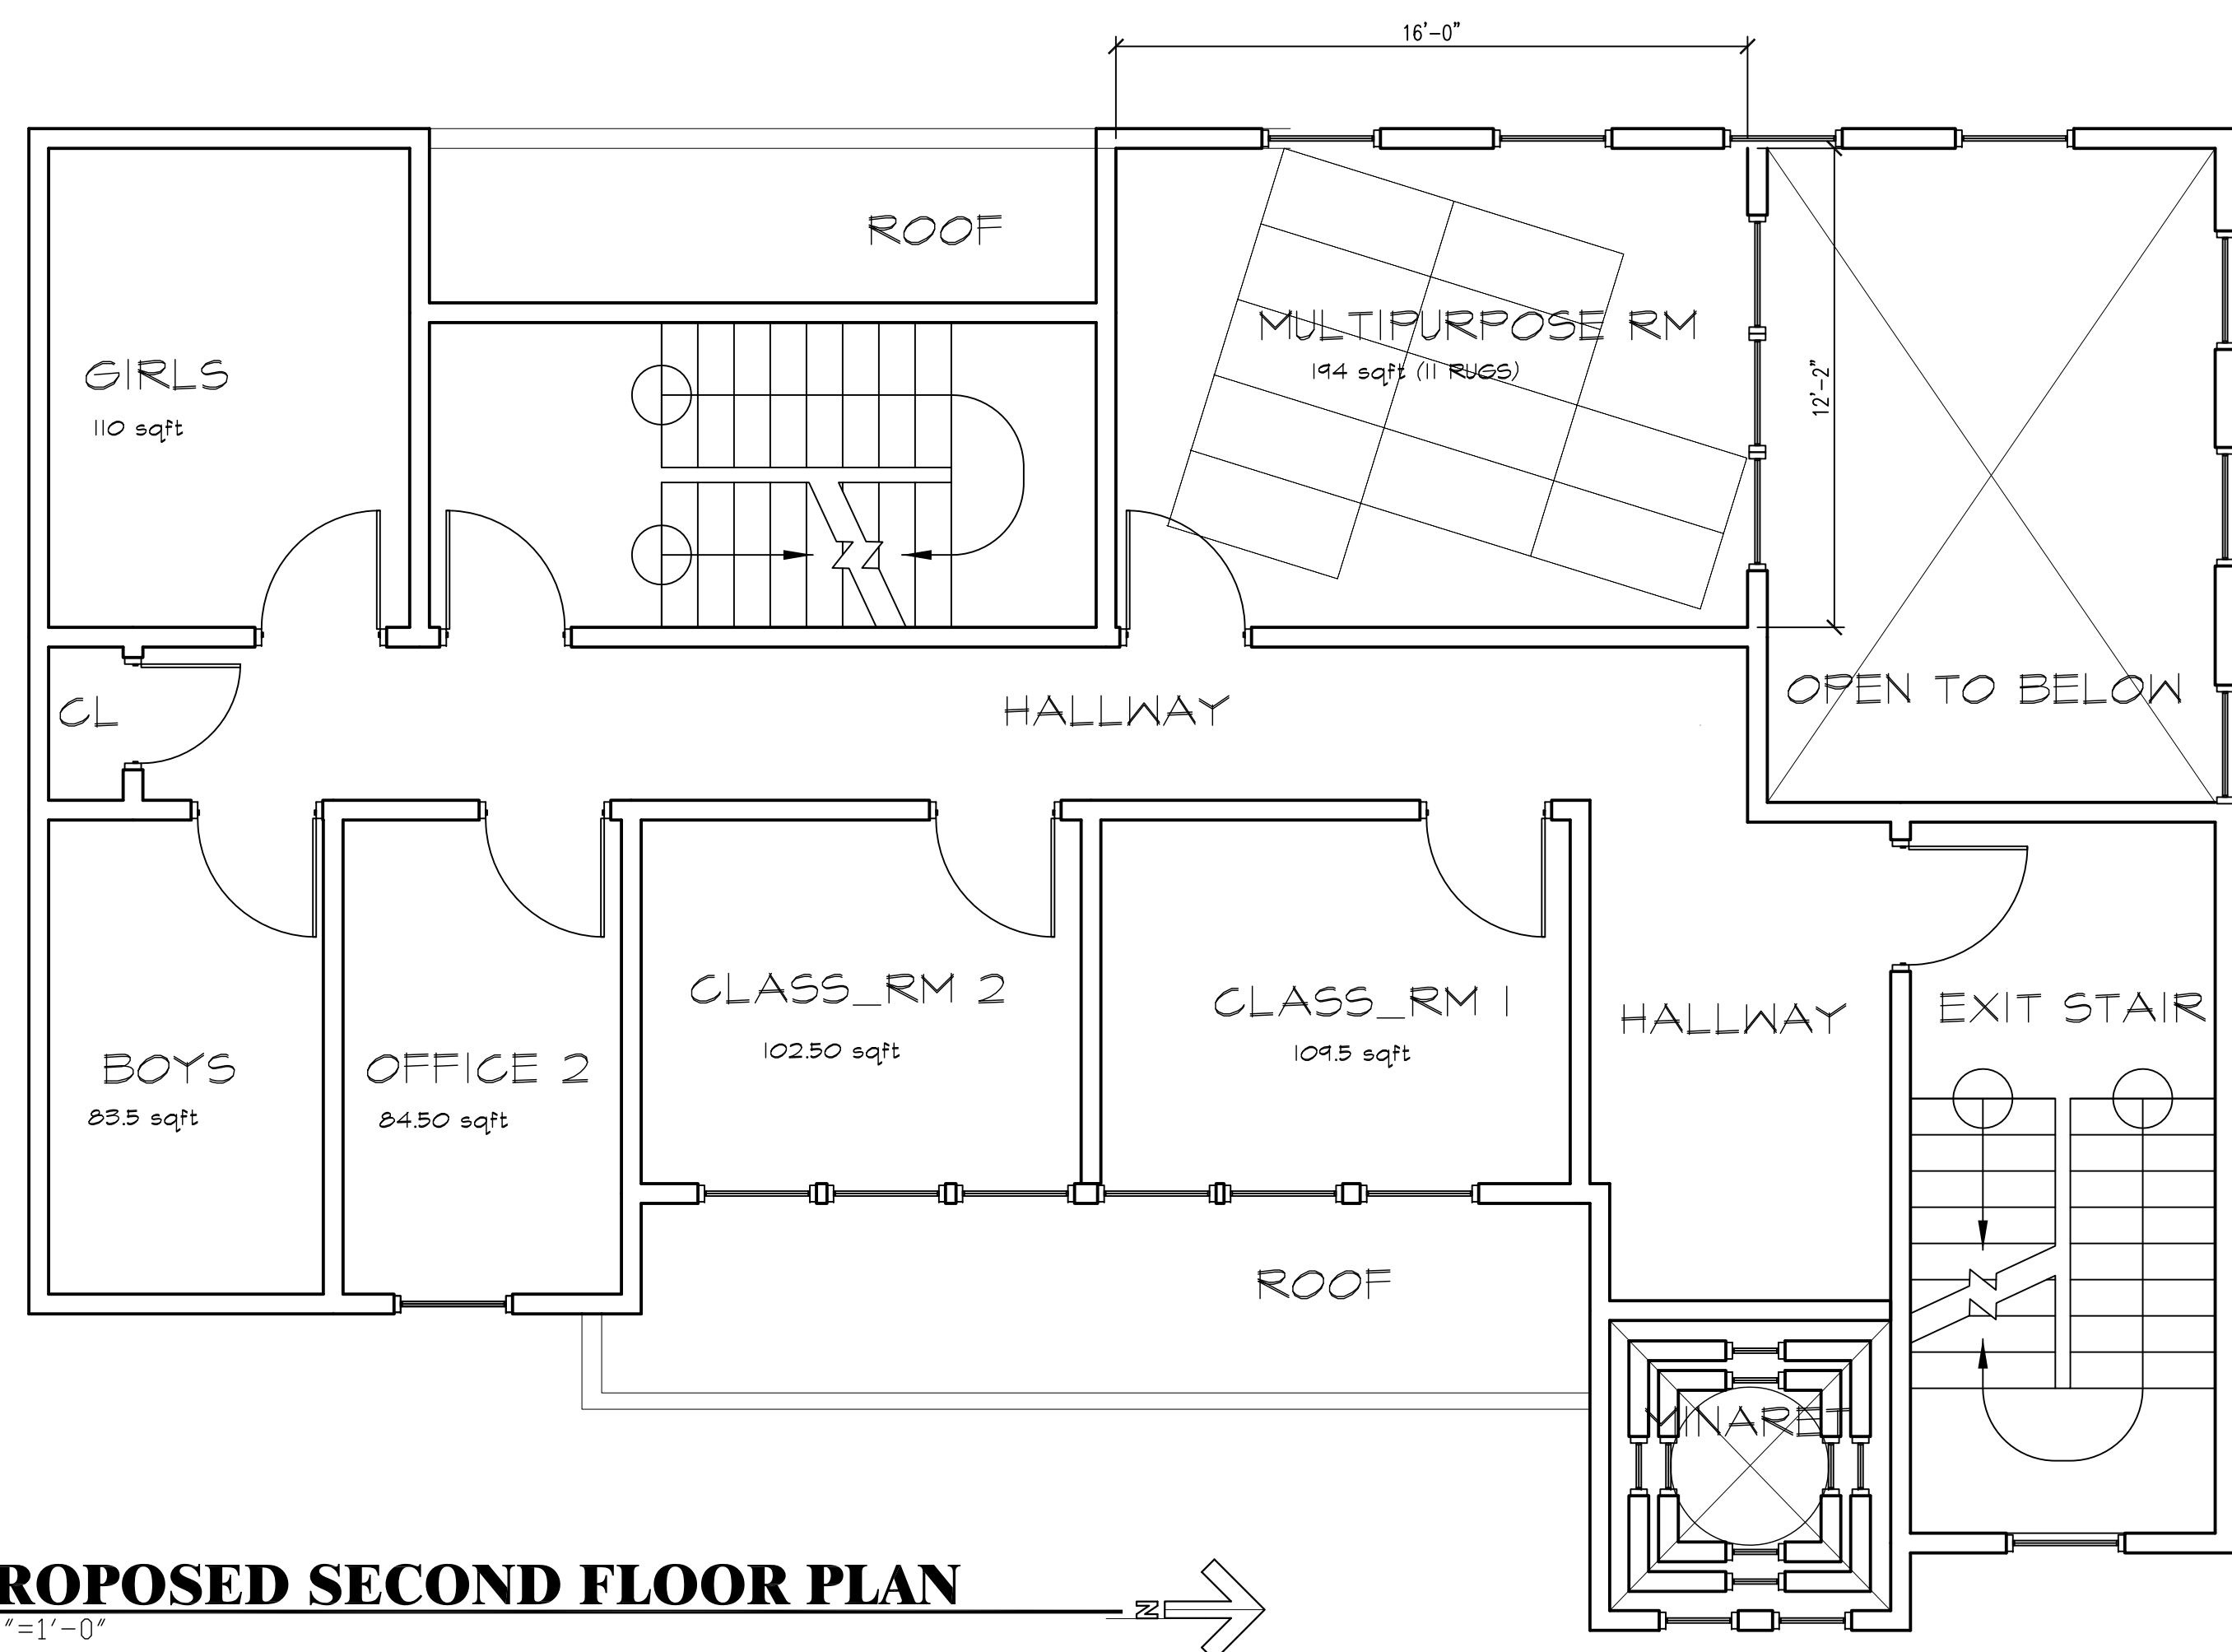 16'-0"
ROOF
MULTIPURPOSE RM
194 sqft (11 RUGS)
12'-2"
GIRLS
110 sqft
CL
HALLWAY
OPEN TO BELOW
CLASS_RM 2
102.50 sqft
CLASS_RM 1
109.5 sqft
HALLWAY
EXIT STAIR
BOYS
83.5 sqft
OFFICE 2
84.50 sqft
ROOF
MINARET
ROPOSED SECOND FLOOR PLAN
"=1'-0"
N